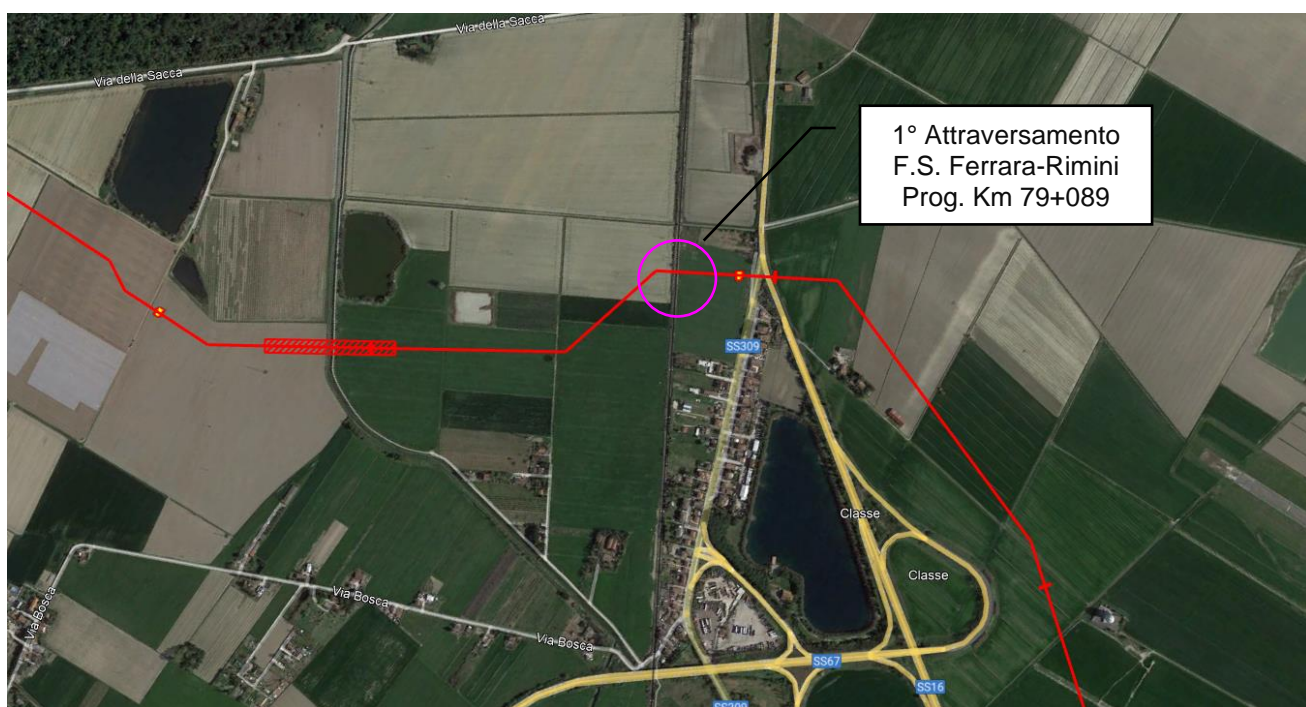 Via della Sacca
Via della Sacca
1° Attraversamento
F.S. Ferrara-Rimini
Prog. Km 79+089
SS309
Classe
Classe
Via Bosca
Via Bosca
Via Bosca
SS67
SS16